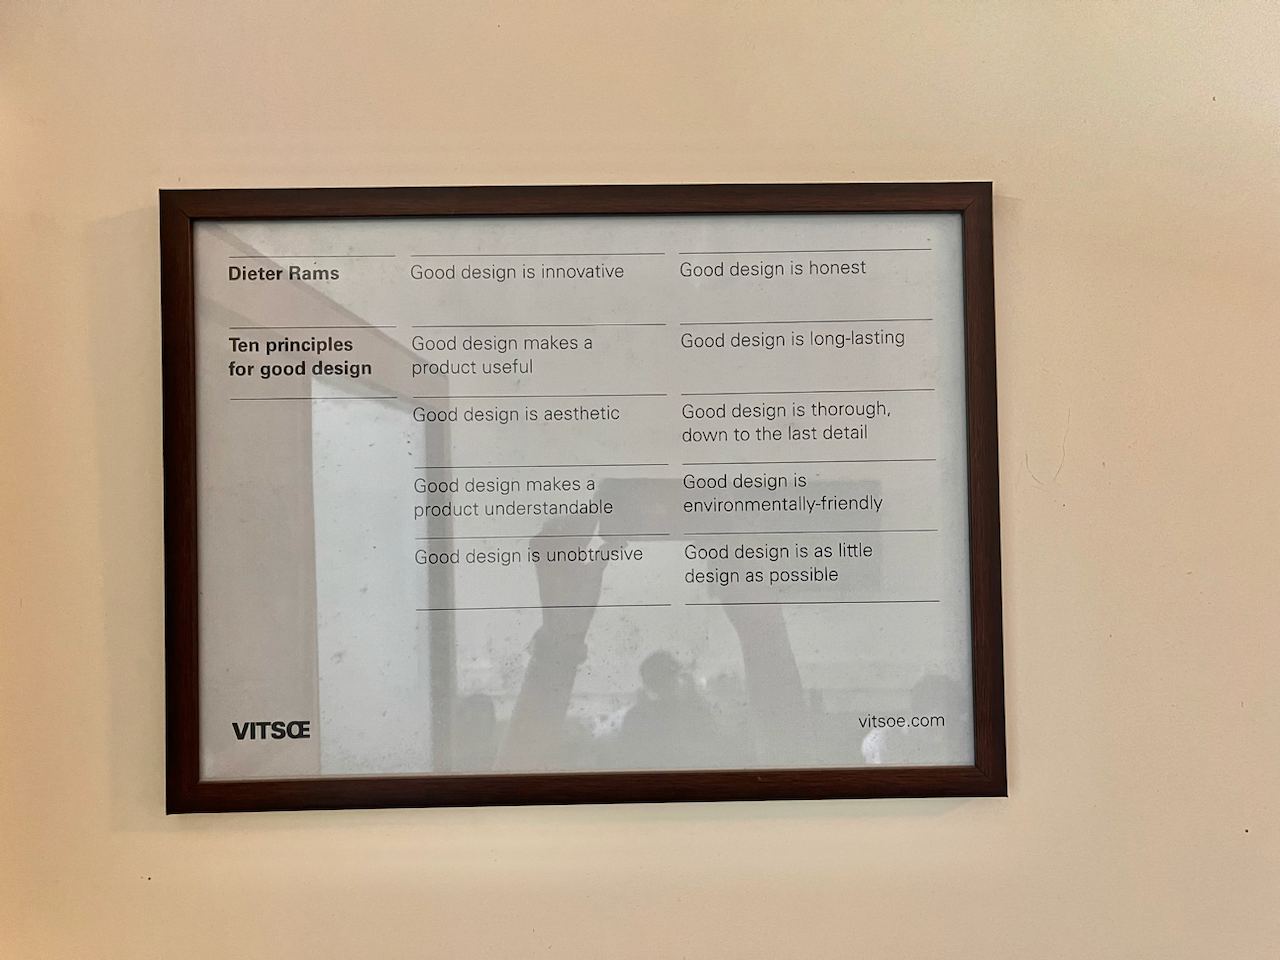 Dieter Rams
Ten principles
for good design
Good design is innovative
Good design makes a
product useful
Good design is aesthetic
Good design makes a
product understandable
Good design is unobtrusive
Good design is honest
Good design is long-lasting
Good design is thorough,
down to the last detail
Good design is
environmentally-friendly
Good design is as little
design as possible
VITSŒ
vitsoe.com